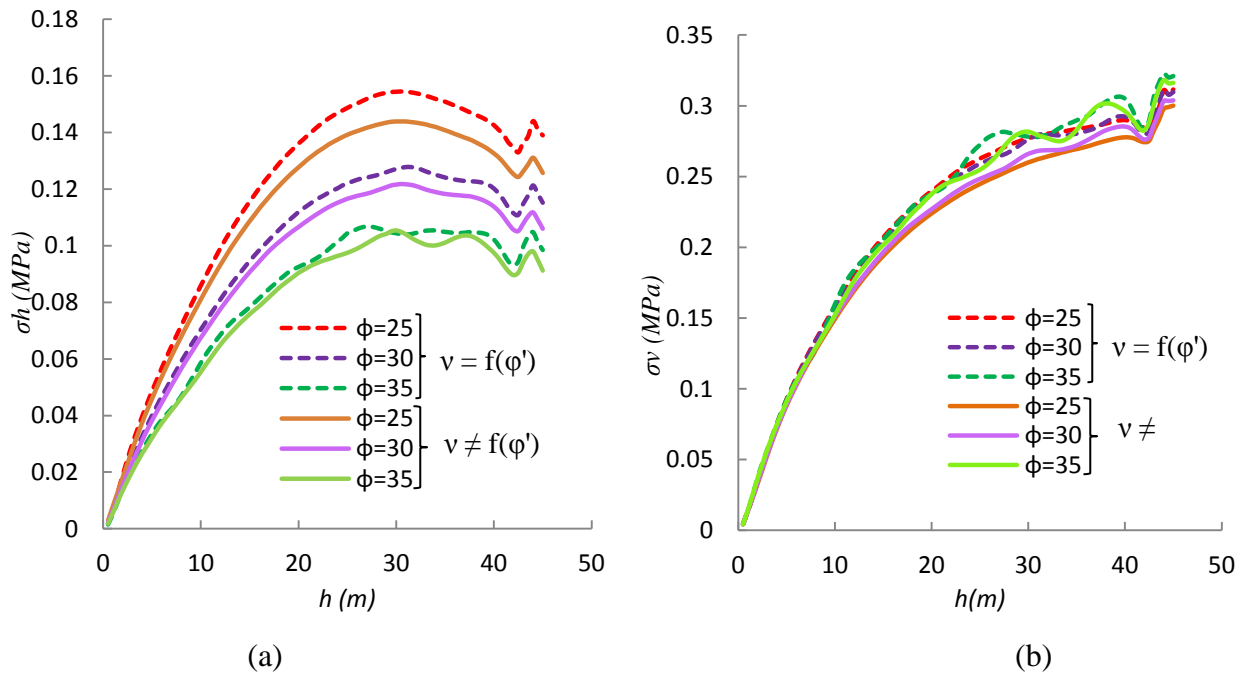 0.18
0.16
0.14
0.12
0.1
0.08
0.06
0.04
0.02
0
σh (MPa)
0 10 20 30 40 50
h (m)
ϕ=25
ϕ=30
ϕ=35
ν = f(φ')
ϕ=25
ϕ=30
ϕ=35
ν ≠ f(φ')
(a)
0.35
0.3
0.25
0.2
0.15
0.1
0.05
0
σv (MPa)
0 10 20 30 40 50
h(m)
ϕ=25
ϕ=30
ϕ=35
ν = f(φ')
ϕ=25
ϕ=30
ϕ=35
ν ≠
(b)